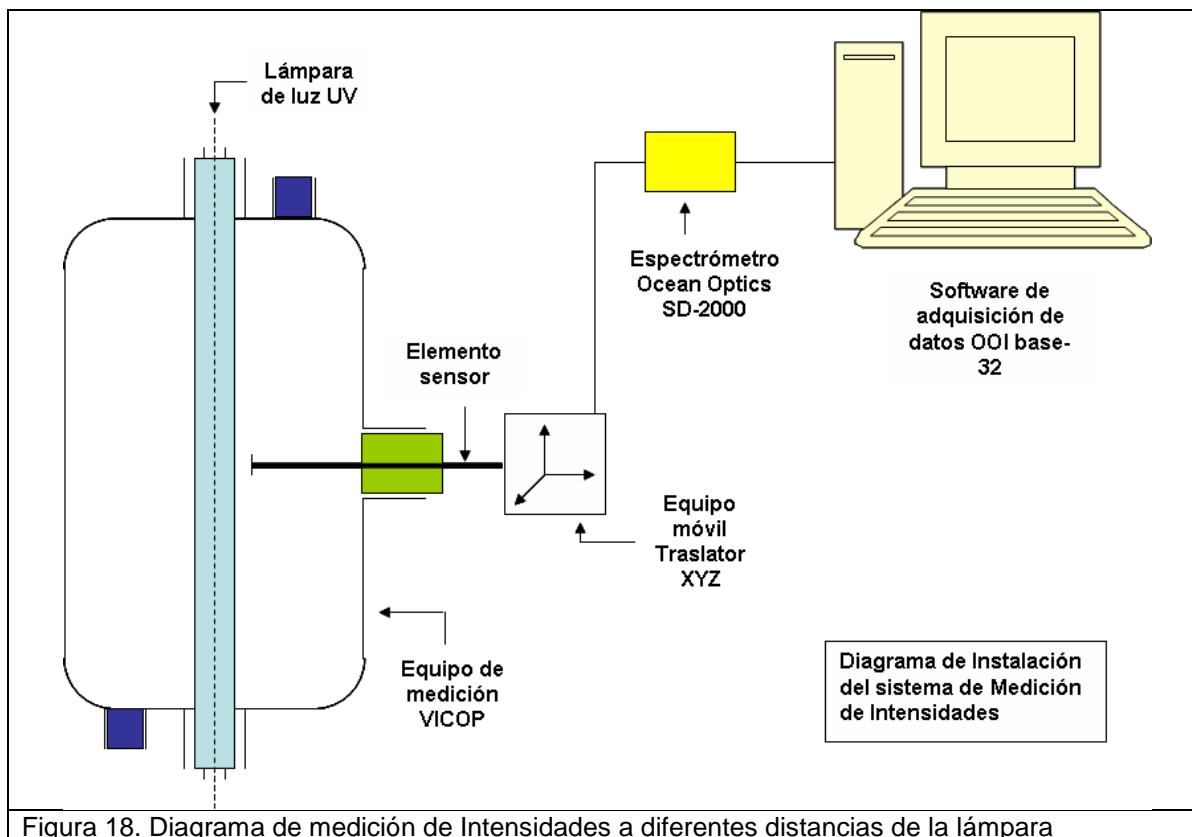 Lámpara
de luz UV
Espectrómetro
Ocean Optics
SD-2000
Software de
adquisición de
datos OOI base-
32
Elemento
sensor
Equipo
móvil
Traslator
XYZ
Equipo de
medición
VICOP
Diagrama de Instalación
del sistema de Medición
de Intensidades
Figura 18. Diagrama de medición de Intensidades a diferentes distancias de la lámpara